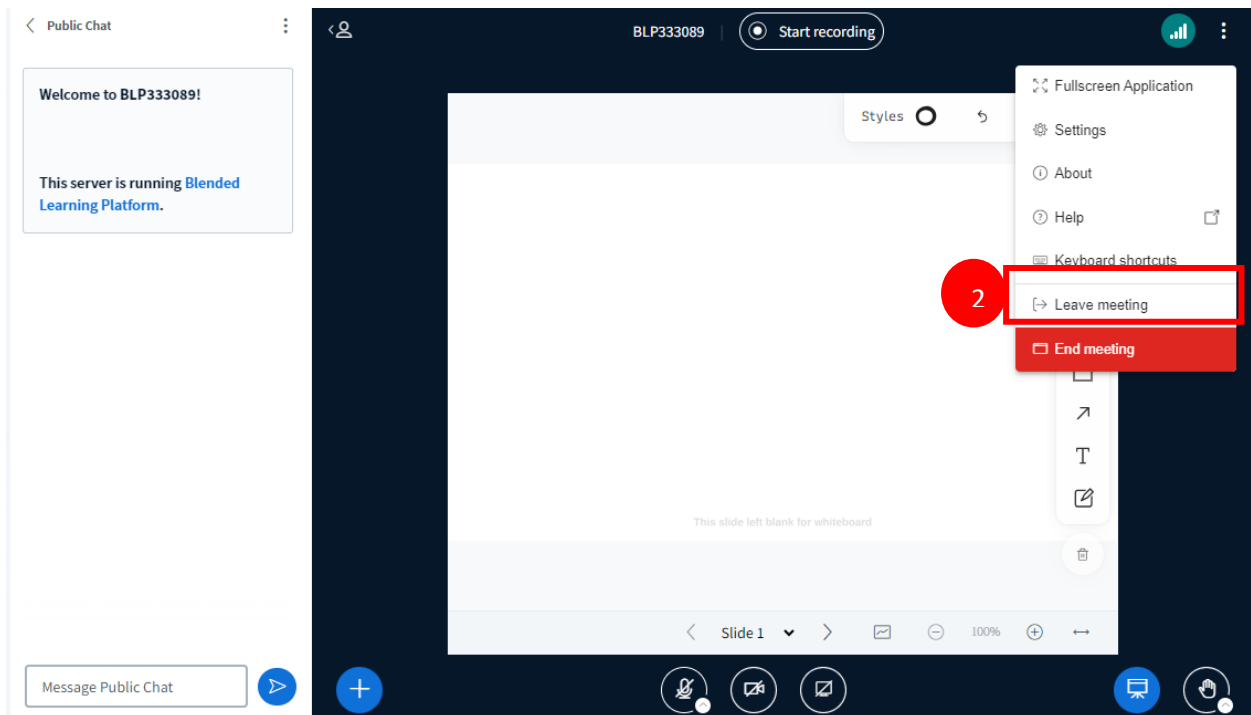 Public Chat
Welcome to BLP333089!
This server is running Blended
Learning Platform.
Message Public Chat
BLP333089
Start recording
Styles
Fullscreen Application
Settings
About
Help
Keyboard shortcuts
2
Leave meeting
End meeting
T
This slide left blank for whiteboard
Slide 1
100%